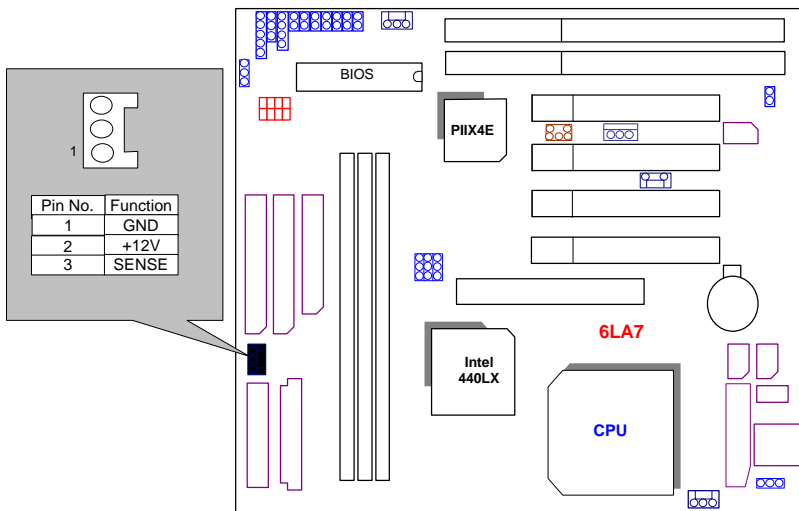 BIOS
PIIX4E
1
Pin No. Function
1 GND
2 +12V
3 SENSE
6LA7
Intel
440LX
CPU